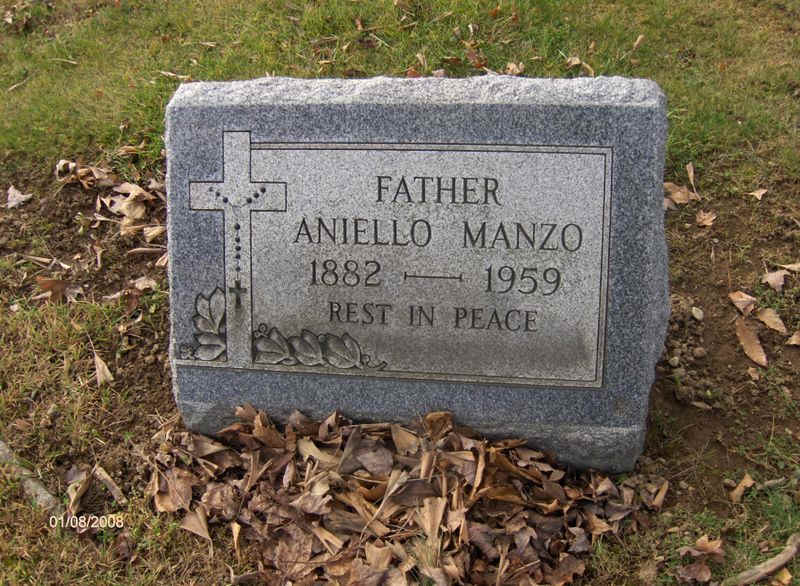 FATHER
ANIELLO MANZO
1882 — 1959
REST IN PEACE
01/08/2008